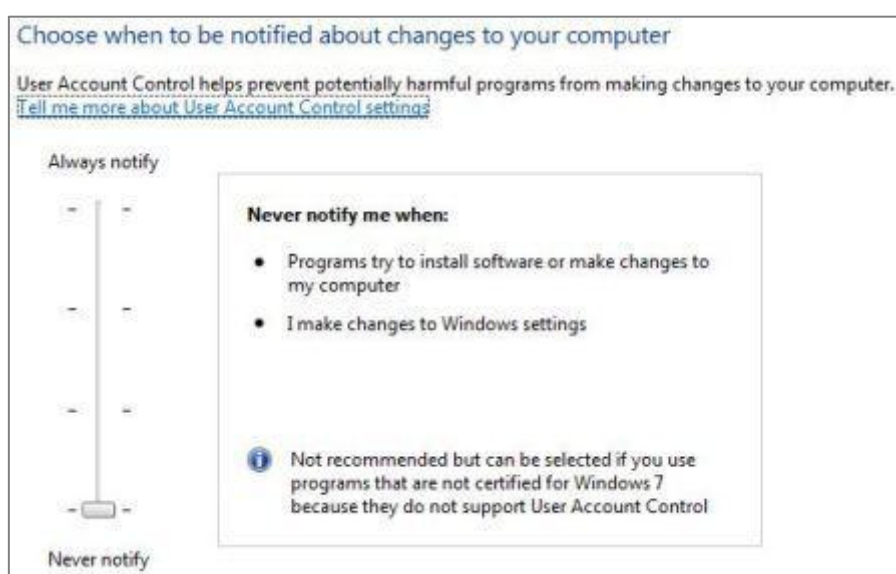 Choose when to be notified about changes to your computer
User Account Control helps prevent potentially harmful programs from making changes to your computer.
Tell me more about User Account Control settings
Always notify
Never notify me when:
• Programs try to install software or make changes to
my computer
• I make changes to Windows settings
Not recommended but can be selected if you use
programs that are not certified for Windows 7
because they do not support User Account Control
Never notify